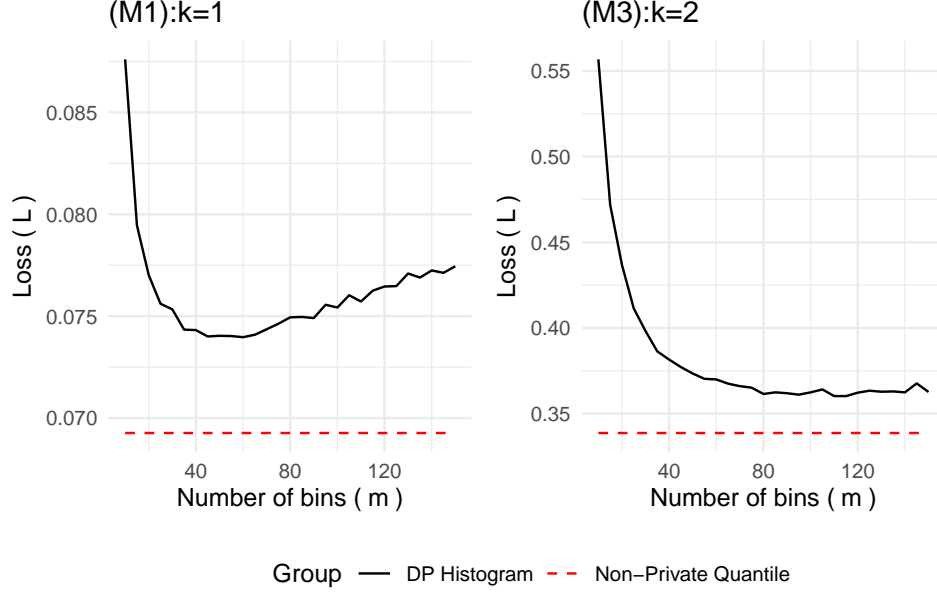 (M1):k=1
Loss ( L )
0.085
0.080
0.075
0.070
40 80 120
Number of bins ( m )
(M3):k=2
Loss ( L )
0.55
0.50
0.45
0.40
0.35
40 80 120
Number of bins ( m )
Group DP Histogram Non−Private Quantile